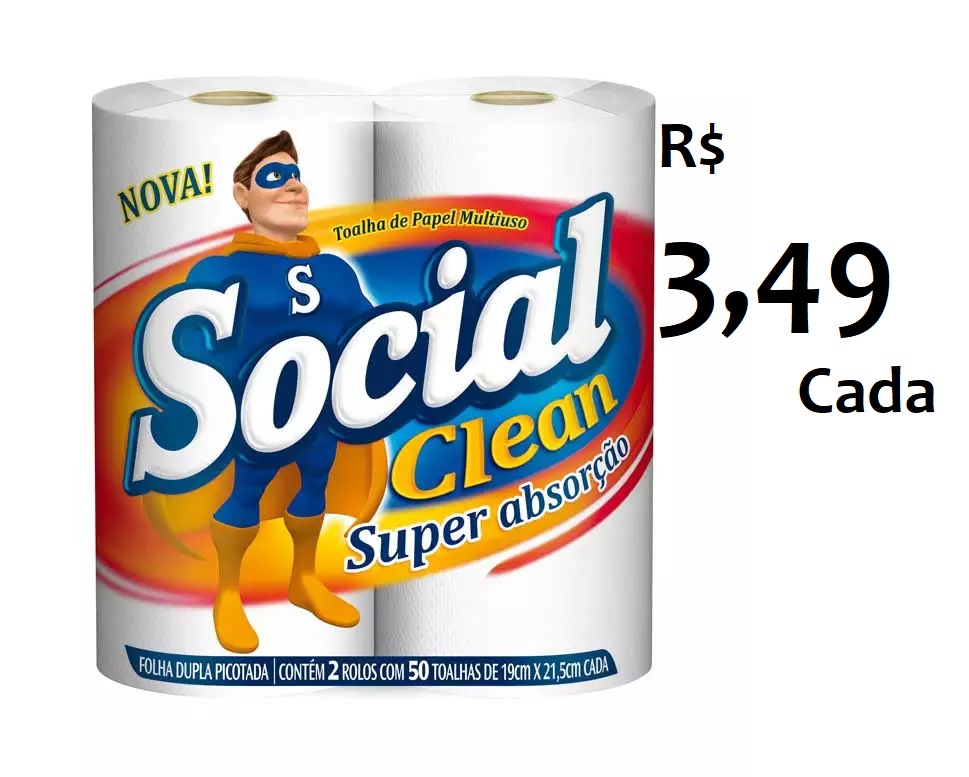 NOVA!
Toalha de Papel Multiuso
S
Social
Clean
Super absorção
FOLHA DUPLA PICOTADA | CONTÉM 2 ROLOS COM 50 TOALHAS DE 19cm X 21,5cm CADA
R$
3,49
Cada